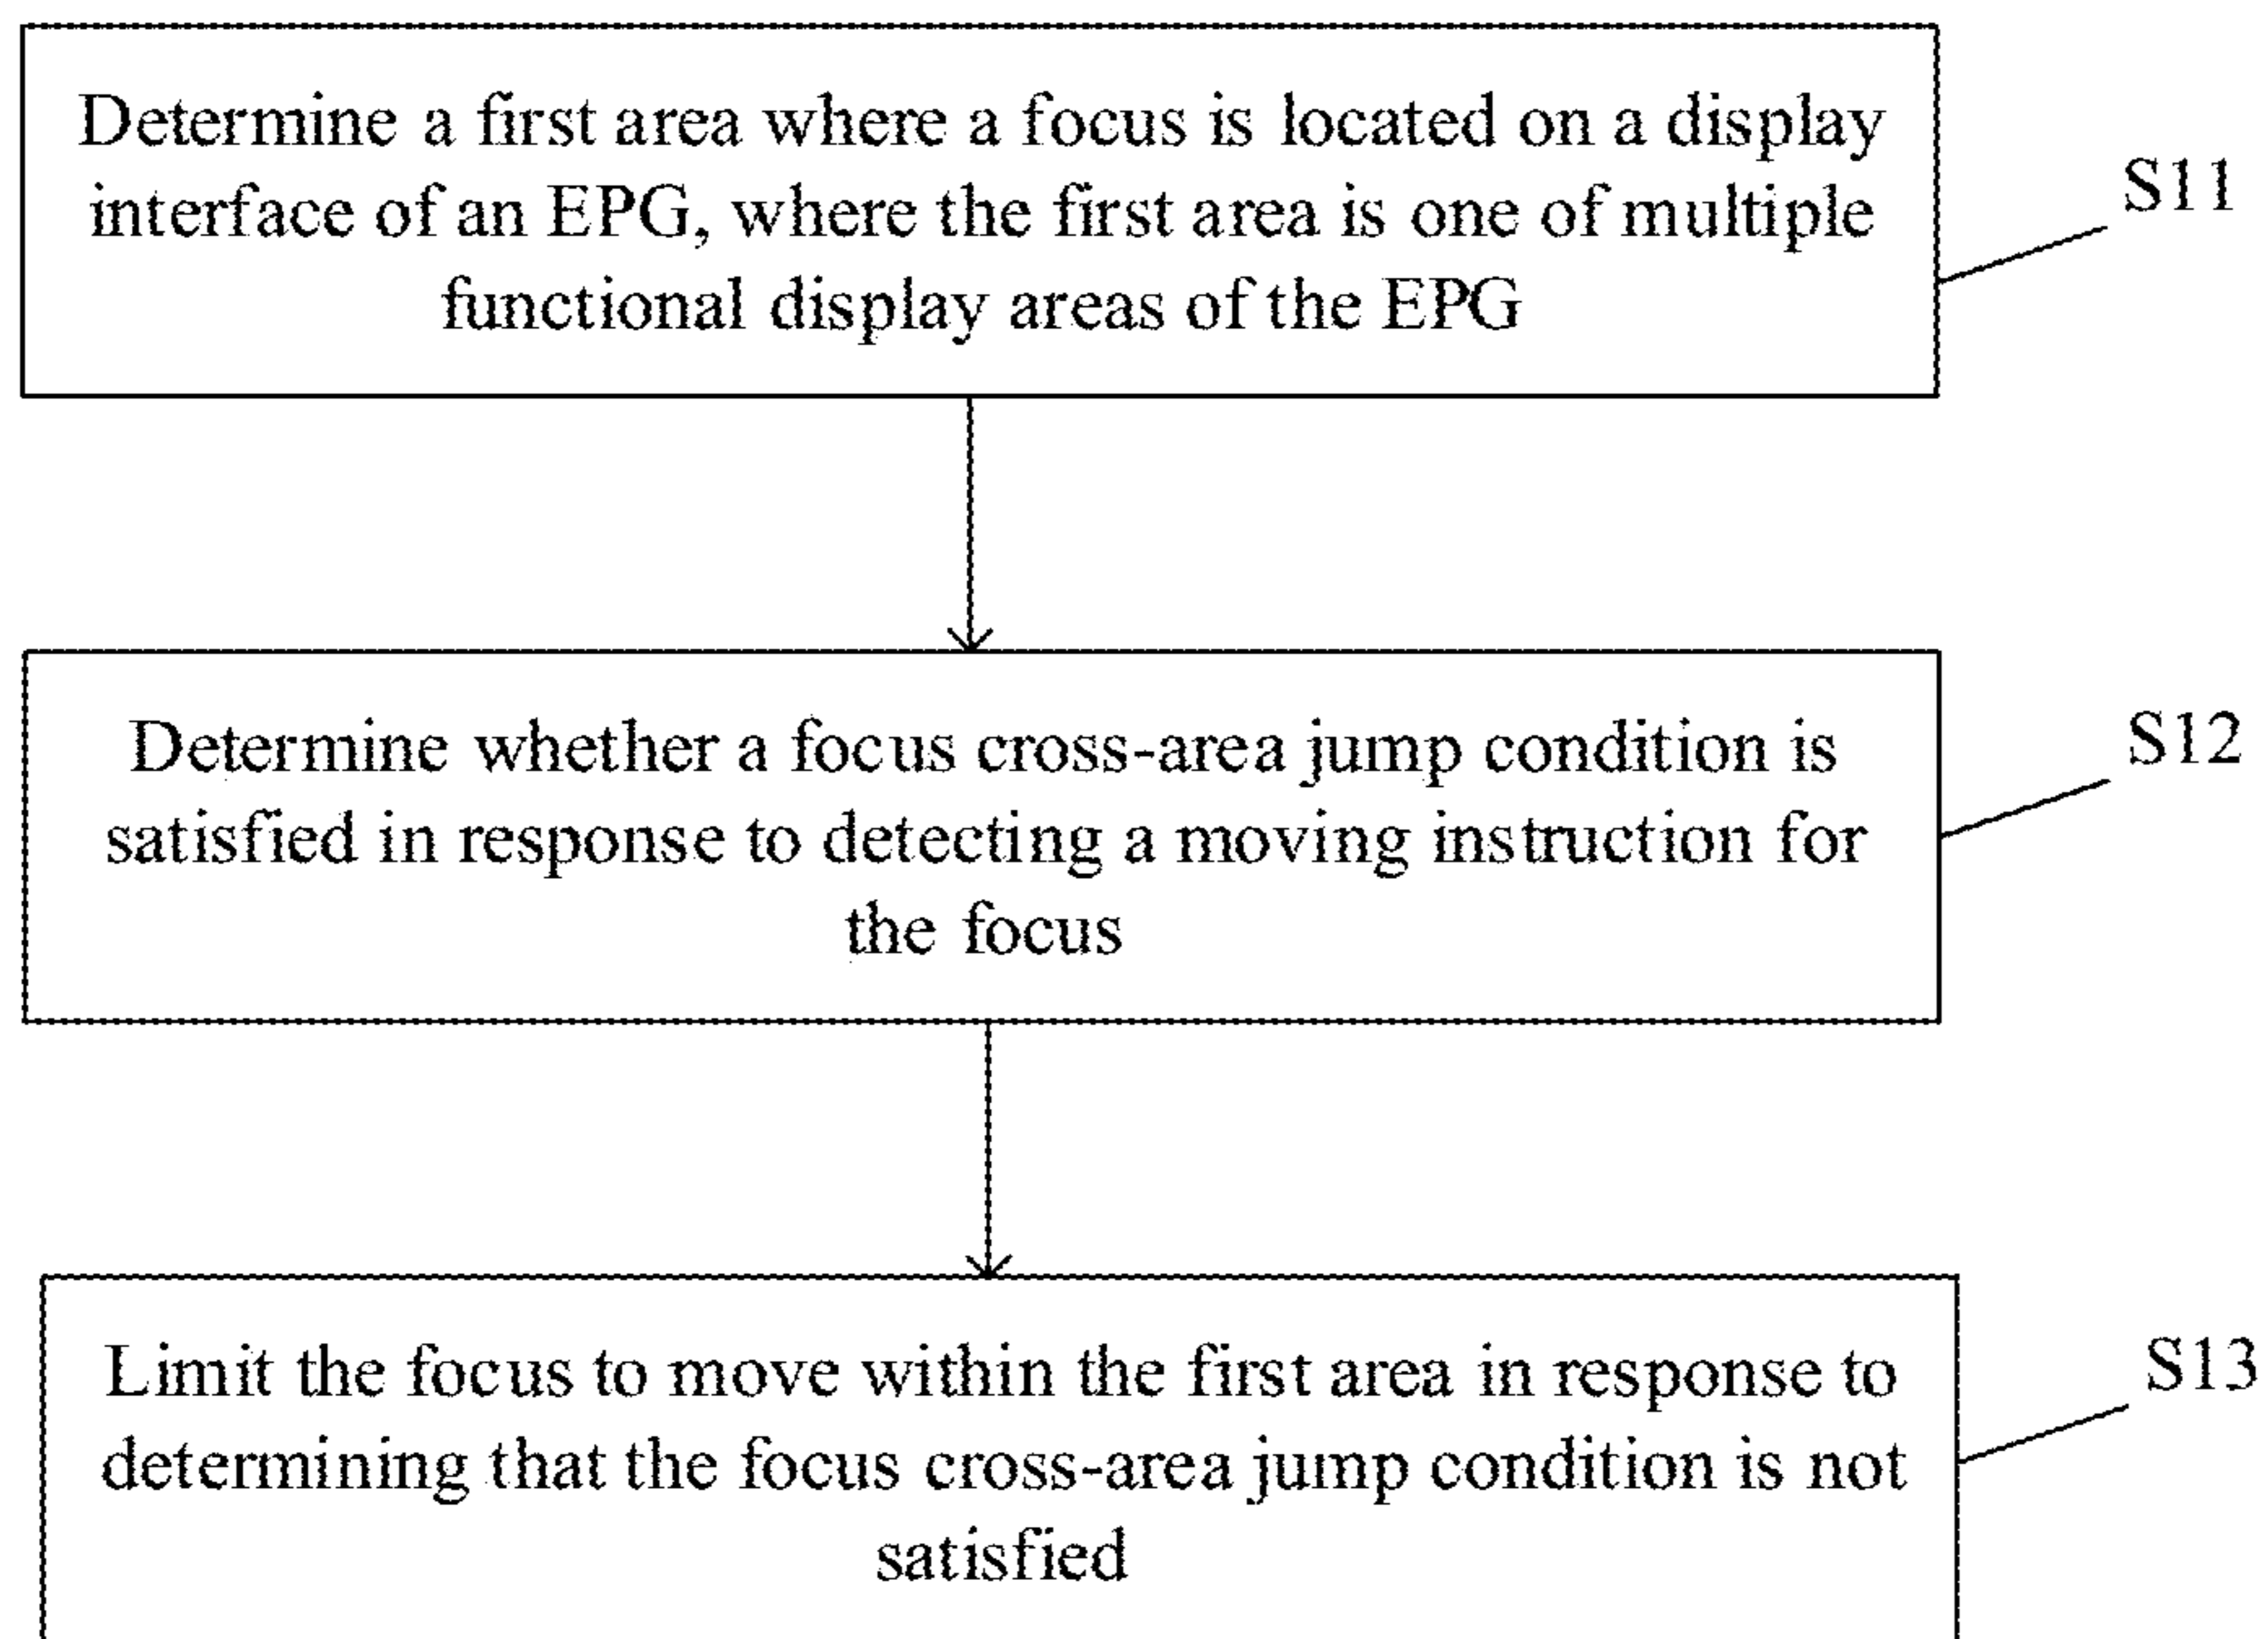 Determine a first area where a focus is located on a display
interface of an EPG, where the first area is one of multiple
functional display areas of the EPG
S11
Determine whether a focus cross-area jump condition is
satisfied in response to detecting a moving instruction for
the focus
S12
Limit the focus to move within the first area in response to
determining that the focus cross-area jump condition is not
satisfied
S13